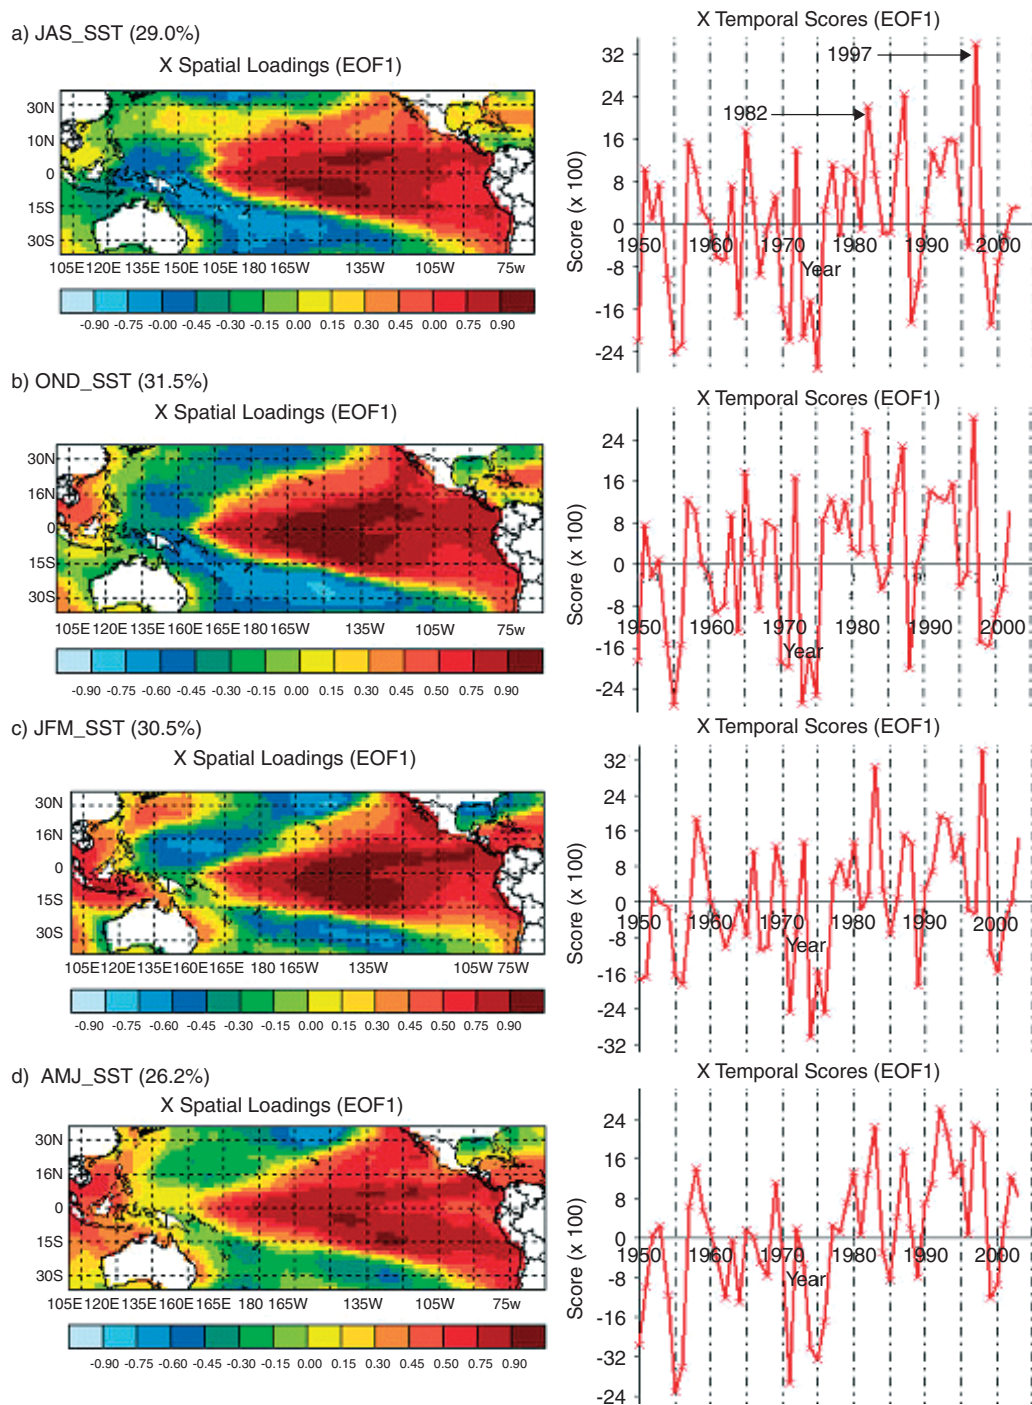 a) JAS_SST (29.0%)
X Spatial Loadings (EOF1)
30N
10N
0
15S
30S
105E 120E 135E 150E 165E 180 165W 135W 105W 75w
-0.90 -0.75 -0.60 -0.45 -0.30 -0.15 0.00 0.15 0.30 0.45 0.00 0.75 0.90
X Temporal Scores (EOF1)
Score (x 100)
32
24
16
8
0
-8
-16
-24
1997
1982
1950 1960 1970 1980 1990 2000
Year
b) OND_SST (31.5%)
X Spatial Loadings (EOF1)
30N
16N
0
15S
30S
105E 120E 135E 160E 165E 180 165W 135W 105W 75w
-0.90 -0.75 -0.60 -0.45 -0.30 -0.15 0.00 0.15 0.30 0.45 0.50 0.75 0.90
X Temporal Scores (EOF1)
Score (x 100)
24
16
8
0
-8
-16
-24
1950 1960 1970 1980 1990 2000
Year
c) JFM_SST (30.5%)
X Spatial Loadings (EOF1)
30N
16N
0
15S
30S
105E 120E 135E 160E 165E 180 165W 135W 105W 75W
-0.90 -0.75 -0.60 -0.45 -0.30 -0.15 0.00 0.15 0.30 0.45 0.50 0.75 0.90
X Temporal Scores (EOF1)
Score (x 100)
32
24
16
8
0
-8
-16
-24
-32
1950 1960 1970 1980 1990 2000
Year
d) AMJ_SST (26.2%)
X Spatial Loadings (EOF1)
30N
16N
0
15S
30S
105E 120E 135E 160E 165E 180 165W 135W 105W 75w
-0.90 -0.60 -0.45 -0.30 -0.15 0.00 0.15 0.30 0.45 0.60 0.75 0.90
X Temporal Scores (EOF1)
Score (x 100)
24
16
8
0
-8
-16
-32
-24
1950 1960 1970 1980 1990 2000
Year